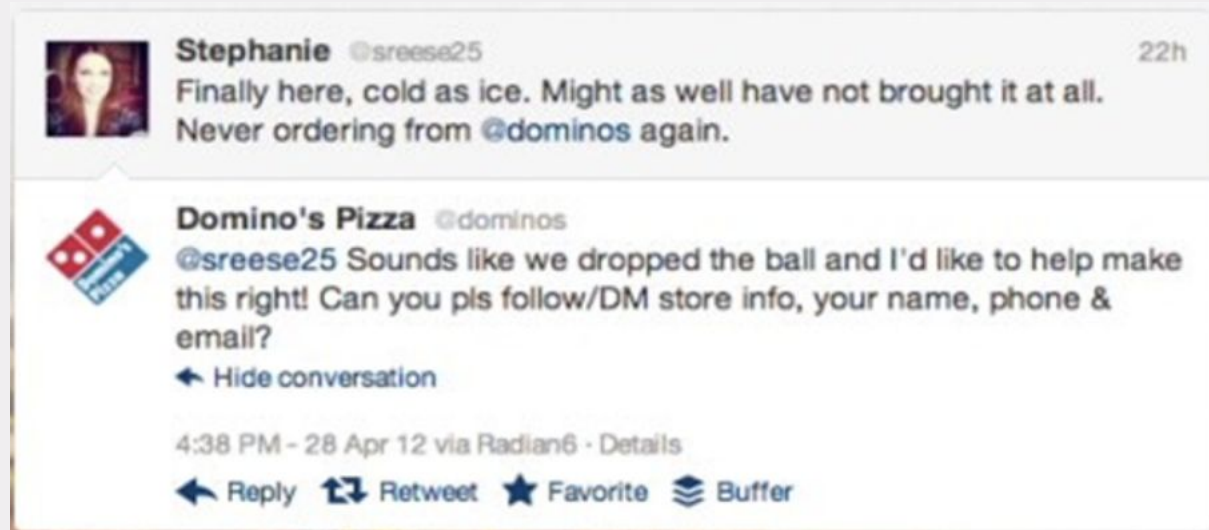 Stephanie @sreese25 22h
Finally here, cold as ice. Might as well have not brought it at all.
Never ordering from @dominos again.
Domino's Pizza
Domino's Pizza @dominos
@sreese25 Sounds like we dropped the ball and I'd like to help make
this right! Can you pls follow/DM store info, your name, phone &
email?
Hide conversation
4:38 PM - 28 Apr 12 via Radian6 · Details
Reply Retweet Favorite Buffer